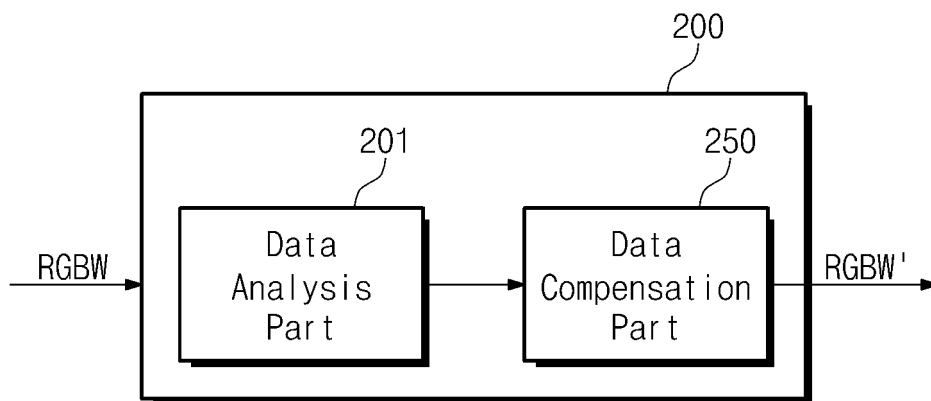 200
201
250
RGBW
Data
Analysis
Part
Data
Compensation
Part
RGBW'